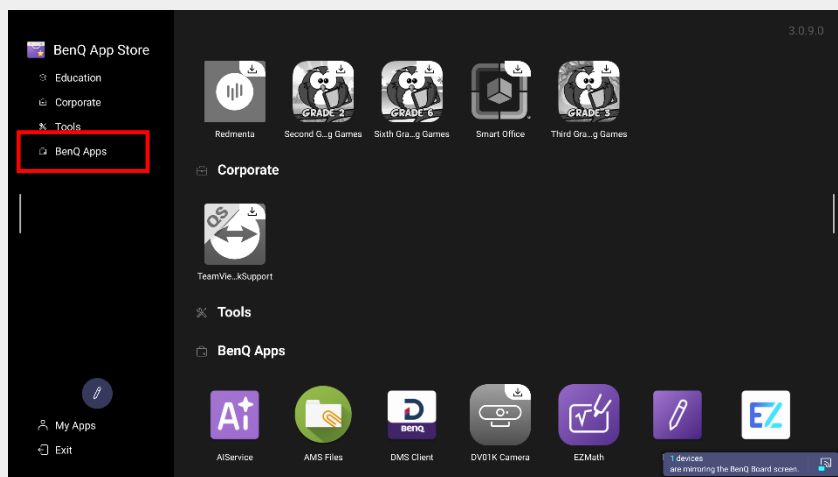 3.0.9.0
BenQ App Store
Education
Corporate
Tools
BenQ Apps
GRADE 2
GRADE 6
GRADE 3
Redmenta
Second G...g Games
Sixth Gra...g Games
Smart Office
Third Gra...g Games
Corporate
QS
TeamVie...kSupport
Tools
BenQ Apps
Ai
D
BenQ
EZ
AIService
AMS Files
DMS Client
DV01K Camera
EZMath
My Apps
Exit
1 devices
are mirroring the BenQ Board screen.